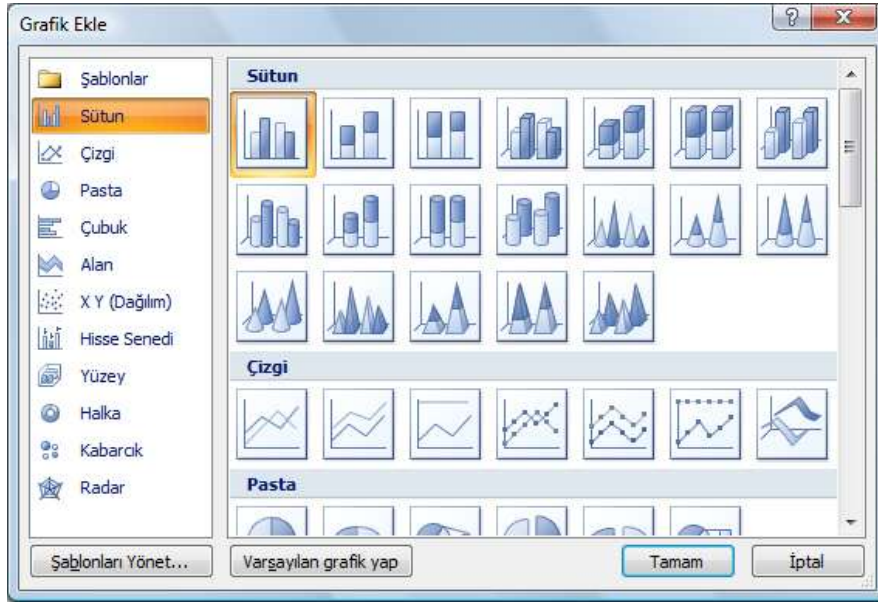 Grafik Ekle
Şablonlar
Sütun
Çizgi
Pasta
Çubuk
Alan
X Y (Dağılım)
Hisse Senedi
Yüzey
Halka
Kabarcık
Radar
Sütun
Çizgi
Pasta
Şablonları Yönet...
Varsayılan grafik yap
Tamam
İptal